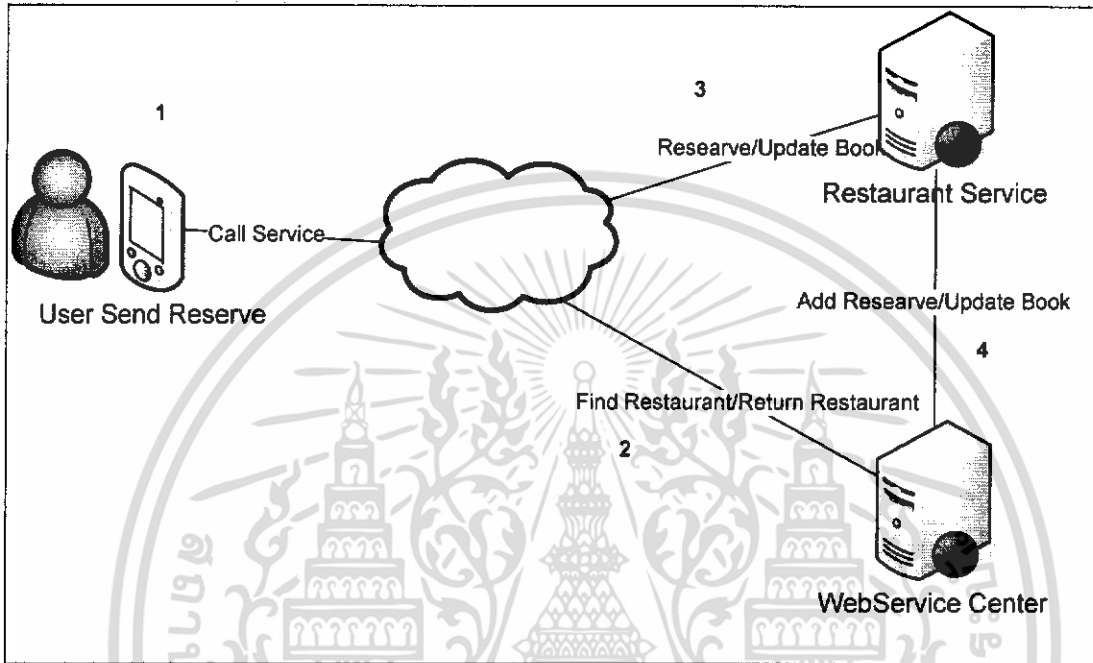 1
3
Researve/Update Book
Restaurant Service
Call Service
User Send Reserve
Add Researve/Update Book
4
Find Restaurant/Return Restaurant
2
WebService Center